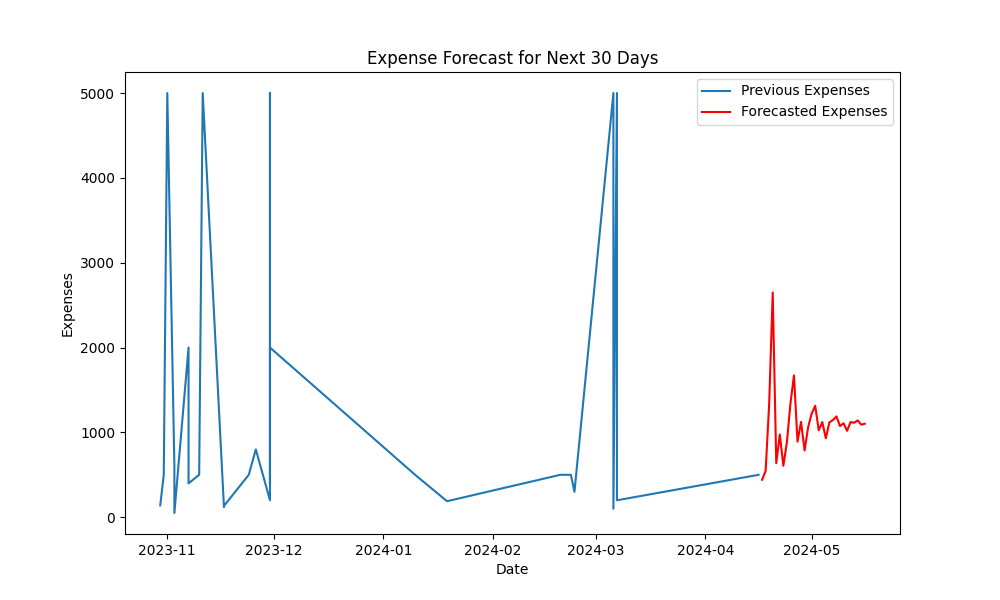 Expense Forecast for Next 30 Days
Previous Expenses
Forecasted Expenses
Expenses
5000
4000
3000
2000
1000
0
2023-11
2023-12
2024-01
2024-02
2024-03
2024-04
2024-05
Date